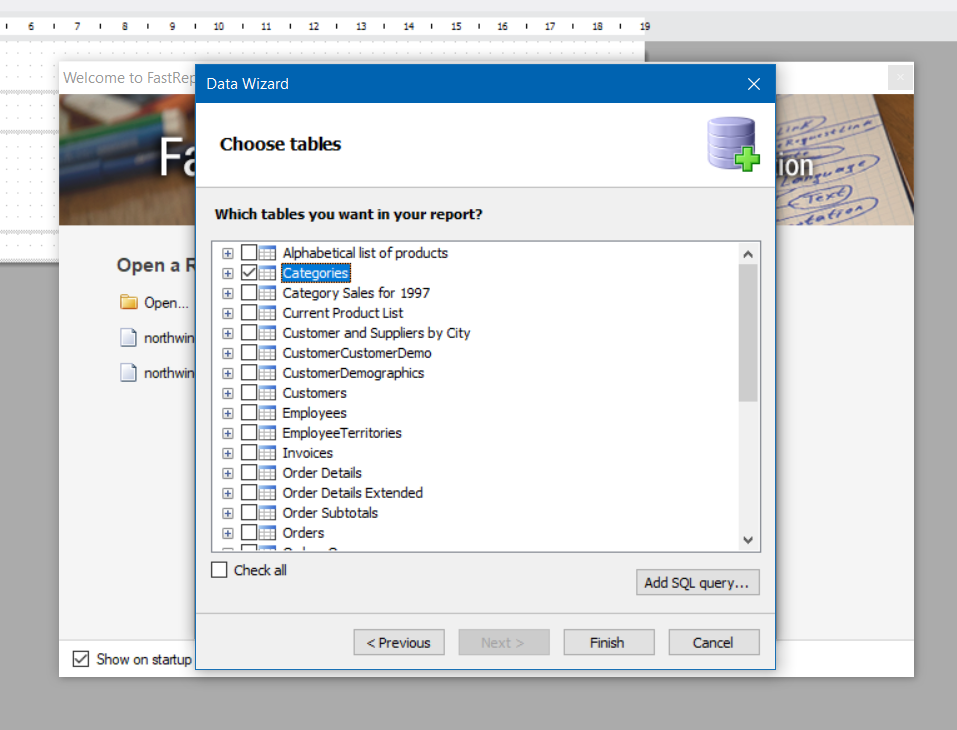 6 7 8 9 10 11 12 13 14 15 16 17 18 19
Welcome to FastRep
Data Wizard
Fa
Link
RequestLink
ion
Language
Text
Choose tables
Which tables you want in your report?
Open a R
Open...
northwin
northwin
Alphabetical list of products
Categories
Category Sales for 1997
Current Product List
Customer and Suppliers by City
CustomerCustomerDemo
CustomerDemographics
Customers
Employees
EmployeeTerritories
Invoices
Order Details
Order Details Extended
Order Subtotals
Orders
Check all
Add SQL query...
< Previous
Next >
Finish
Cancel
Show on startup